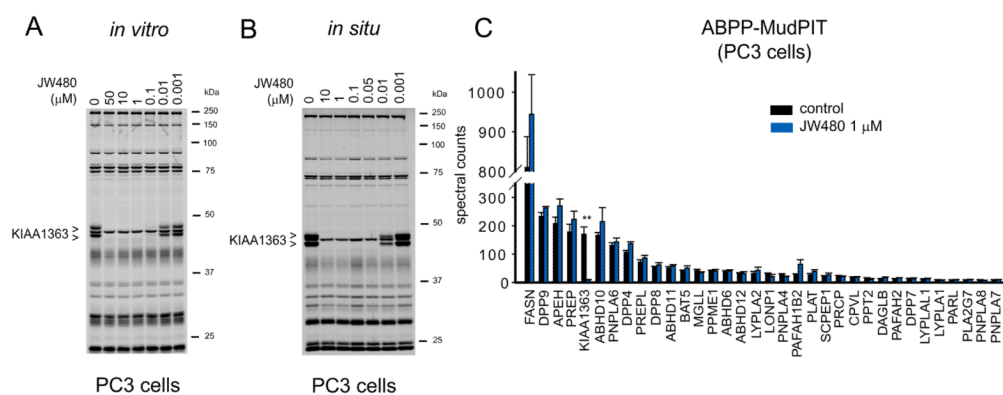 A
in vitro
JW480
(µM)
0
50
10
1
0.1
0.01
0.001
kDa
250
150
100
75
50
37
25
KIAA1363
>
>
PC3 cells
B
in situ
JW480
(µM)
0
10
1
0.1
0.05
0.01
0.001
kDa
250
150
100
75
50
37
25
KIAA1363
>
>
PC3 cells
C
ABPP-MudPIT
(PC3 cells)
control
JW480 1 µM
spectral counts
1000
900
800
300
200
100
0
**
FASN
DPP9
APEH
PREP
KIAA1363
ABHD10
PNPLA6
DPP4
PREPL
DPP8
ABHD11
BAT5
MGLL
PPME1
ABHD6
ABHD12
LYPLA2
LONP1
PNPLA4
PAFAH1B2
PLAT
SCPEP1
PRCP
CPVL
PPT2
DAGLB
PAFAH2
DPP7
LYPLAL1
LYPLA1
PARL
PLA2G7
PNPLA8
PNPLA7